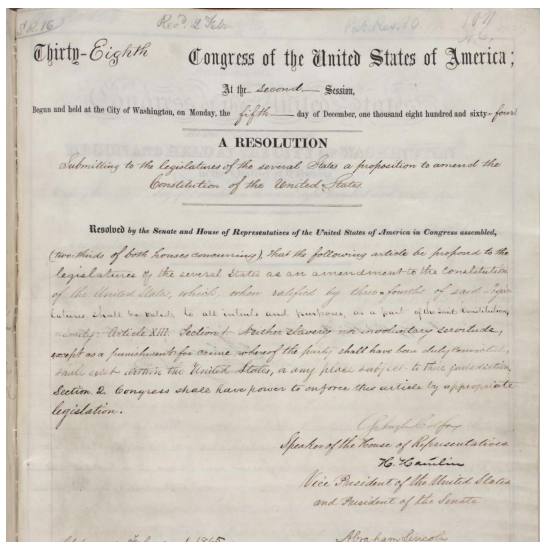 S.R. 16
Rec'd. 2 Feb.
Pub. Res. 10.
Thirty-Eighth Congress of the United States of America;
At the second Session,
Begun and held at the City of Washington, on Monday, the fifth day of December, one thousand eight hundred and sixty-four
A RESOLUTION
Submitting to the legislatures of the several States a proposition to amend the
Constitution of the United States.
Resolved by the Senate and House of Representatives of the United States of America in Congress assembled,
(two-thirds of both houses concurring), that the following article be proposed to the
legislatures of the several States as an amendment to the Constitution
of the United States, which, when ratified by three-fourths of said Legis-
latures shall be valid, to all intents and purposes, as a part of the said Constitution,
namely: Article XIII. Section 1. Neither slavery nor involuntary servitude,
except as a punishment for crime whereof the party shall have been duly convicted,
shall exist within the United States, or any place subject to their jurisdiction.
Section 2. Congress shall have power to enforce this article by appropriate
legislation.
Schuyler Colfax
Speaker of the House of Representatives
H. Hamlin
Vice President of the United States
and President of the Senate
1865
Abraham Lincoln